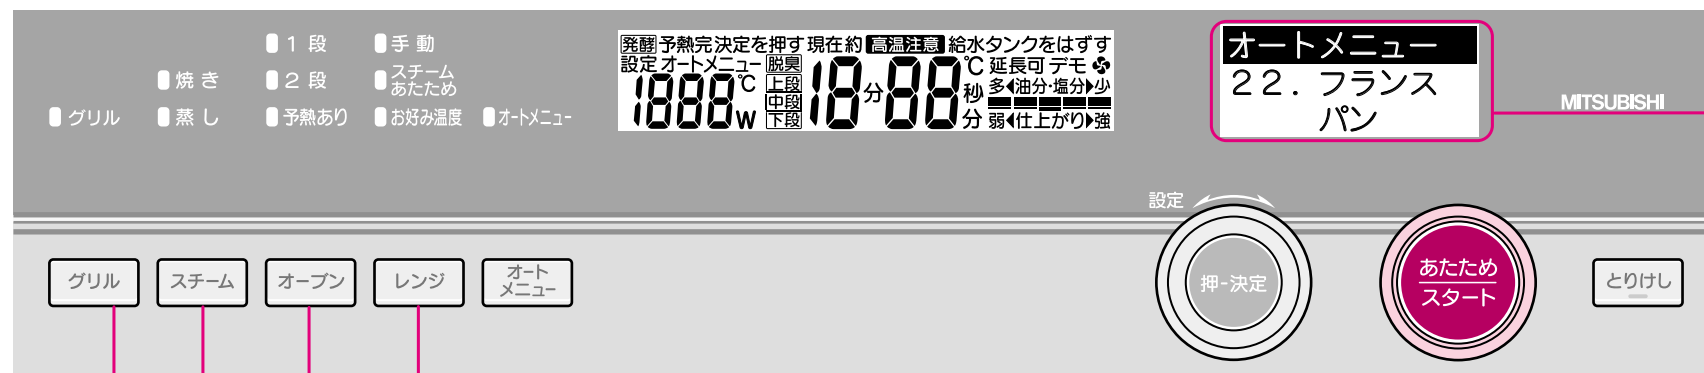 1 段
手 動
焼 き
2 段
スチーム
あたため
グリル
蒸 し
予熱あり
お好み温度
オートメニュー
発酵 予熱完決定を押す 現在約 高温注意 給水タンクをはずす
設定 オートメニュー 脱臭 ℃ 延長可 デモ
1888 ℃ W 上段 中段 下段 18 分 88 秒 分
多◀油分・塩分▶少
弱◀仕上がり▶強
オートメニュー
22. フランス
パン
MITSUBISHI
設定
グリル
スチーム
オーブン
レンジ
オート
メニュー
押-決定
あたため
スタート
とりけし